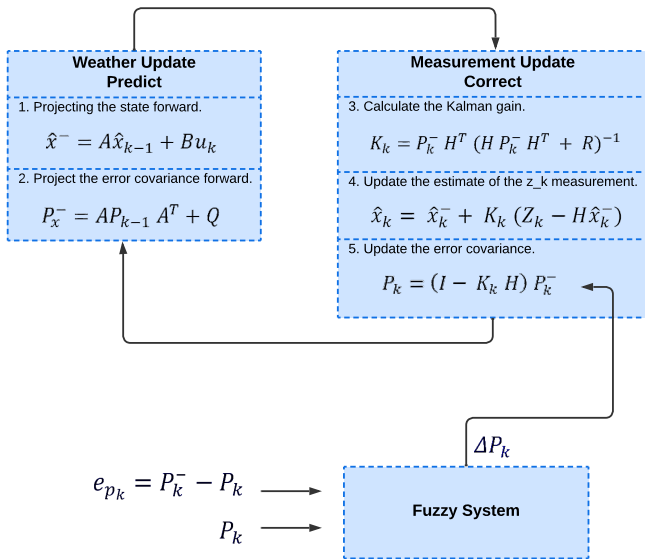 Weather Update
Predict
1. Projecting the state forward.
x̂⁻ = Ax̂ₖ₋₁ + Buₖ
2. Project the error covariance forward.
Pₓ⁻ = APₖ₋₁ Aᵀ + Q
Measurement Update
Correct
3. Calculate the Kalman gain.
Kₖ = Pₖ⁻ Hᵀ (H Pₖ⁻ Hᵀ + R)⁻¹
4. Update the estimate of the z_k measurement.
x̂ₖ = x̂ₖ⁻ + Kₖ (Zₖ − Hx̂ₖ⁻)
5. Update the error covariance.
Pₖ = (I − Kₖ H) Pₖ⁻
ΔPₖ
e_pₖ = Pₖ⁻ − Pₖ
Pₖ
Fuzzy System